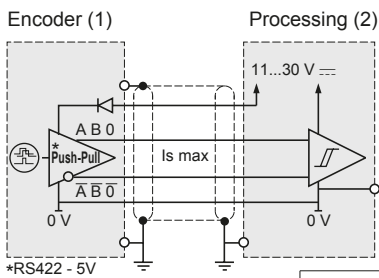 Encoder (1) Processing (2)
11...30 V
A B 0
* Push-Pull
Is max
A B 0
0 V 0 V
*RS422 - 5V